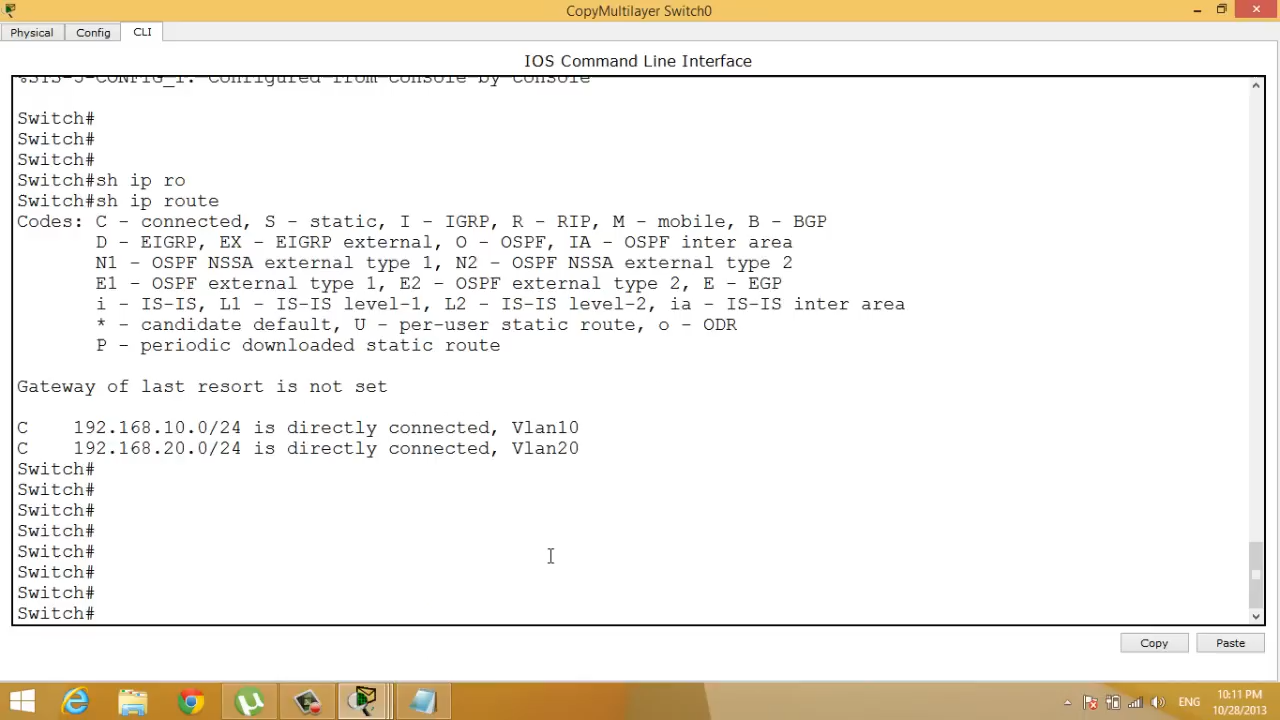 CopyMultilayer Switch0
Physical
Config
CLI
IOS Command Line Interface
%SYS-5-CONFIG_I: Configured from console by console
Switch#
Switch#
Switch#
Switch#sh ip ro
Switch#sh ip route
Codes: C - connected, S - static, I - IGRP, R - RIP, M - mobile, B - BGP
D - EIGRP, EX - EIGRP external, O - OSPF, IA - OSPF inter area
N1 - OSPF NSSA external type 1, N2 - OSPF NSSA external type 2
E1 - OSPF external type 1, E2 - OSPF external type 2, E - EGP
i - IS-IS, L1 - IS-IS level-1, L2 - IS-IS level-2, ia - IS-IS inter area
* - candidate default, U - per-user static route, o - ODR
P - periodic downloaded static route
Gateway of last resort is not set
C 192.168.10.0/24 is directly connected, Vlan10
C 192.168.20.0/24 is directly connected, Vlan20
Switch#
Switch#
Switch#
Switch#
Switch#
Switch#
Switch#
Switch#
Copy
Paste
ENG
10:11 PM
10/28/2013